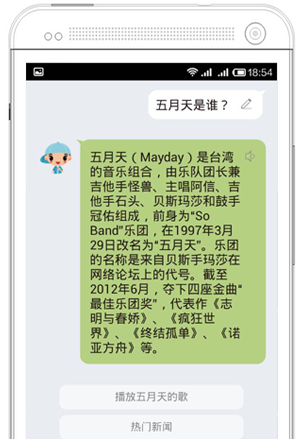 18:54
五月天是谁？
五月天（Mayday）是台湾
的音乐组合，由乐队团长兼
吉他手怪兽、主唱阿信、吉
他手石头、贝斯玛莎和鼓手
冠佑组成，前身为“So
Band”乐团，在1997年3月
29日改名为“五月天”。乐团
的名称是来自贝斯手玛莎在
网络论坛上的代号。截至
2012年6月，夺下四座金曲“
最佳乐团奖”，代表作《志
明与春娇》、《疯狂世
界》、《终结孤单》、《诺
亚方舟》等。
播放五月天的歌
热门新闻